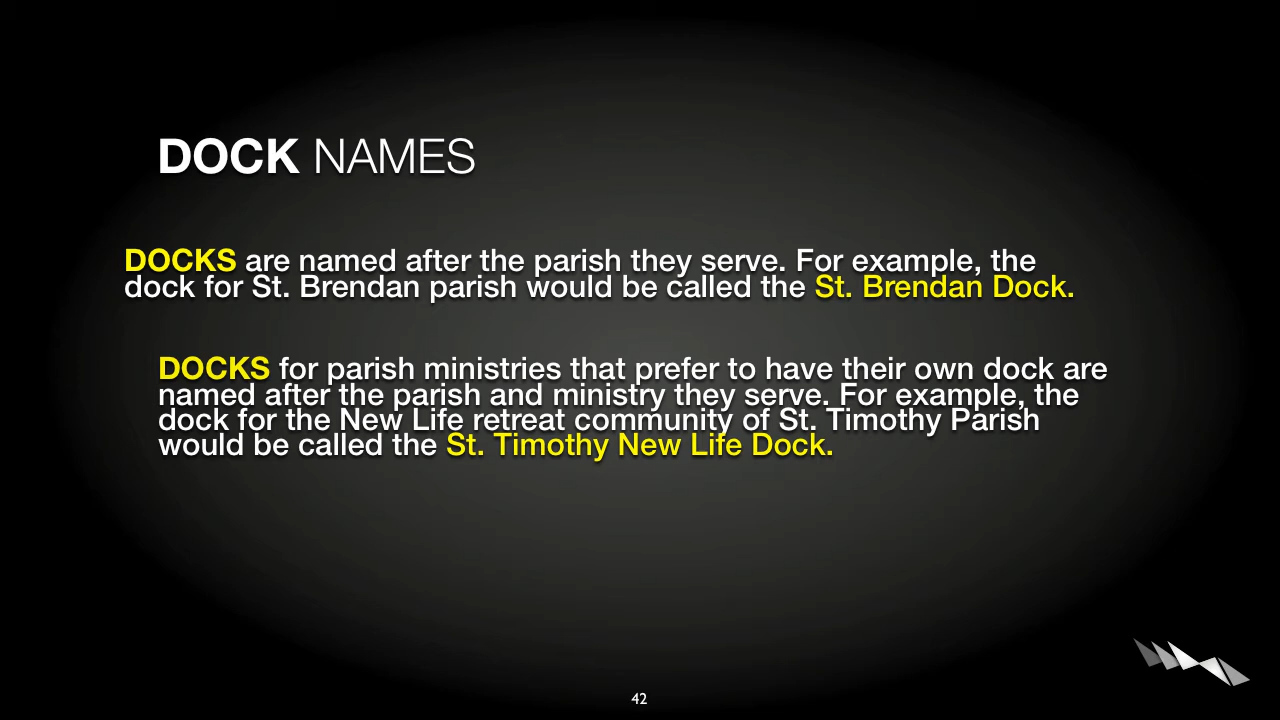 DOCK NAMES
DOCKS are named after the parish they serve. For example, the
dock for St. Brendan parish would be called the St. Brendan Dock.
DOCKS for parish ministries that prefer to have their own dock are
named after the parish and ministry they serve. For example, the
dock for the New Life retreat community of St. Timothy Parish
would be called the St. Timothy New Life Dock.
42